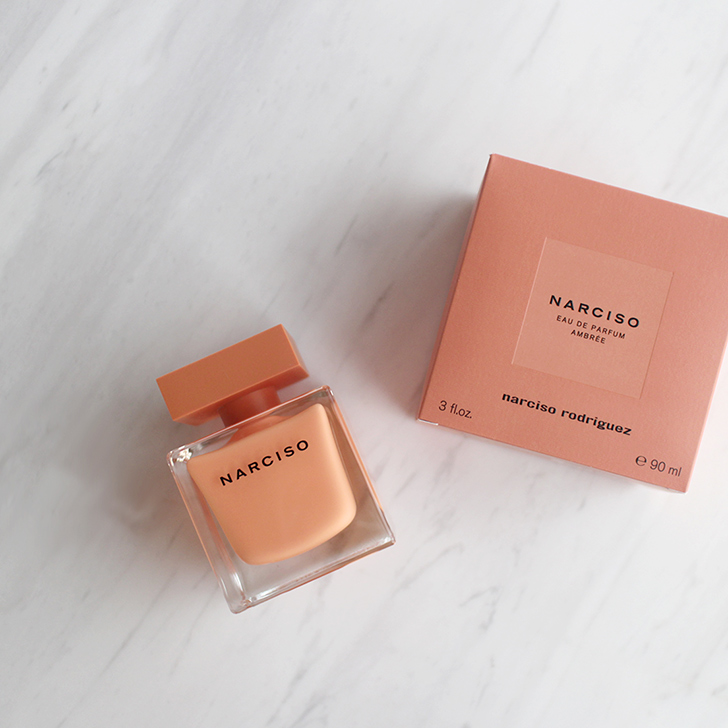 NARCISO
NARCISO
EAU DE PARFUM
AMBRÉE
narciso rodriguez
3 fl.oz.
℮ 90 ml